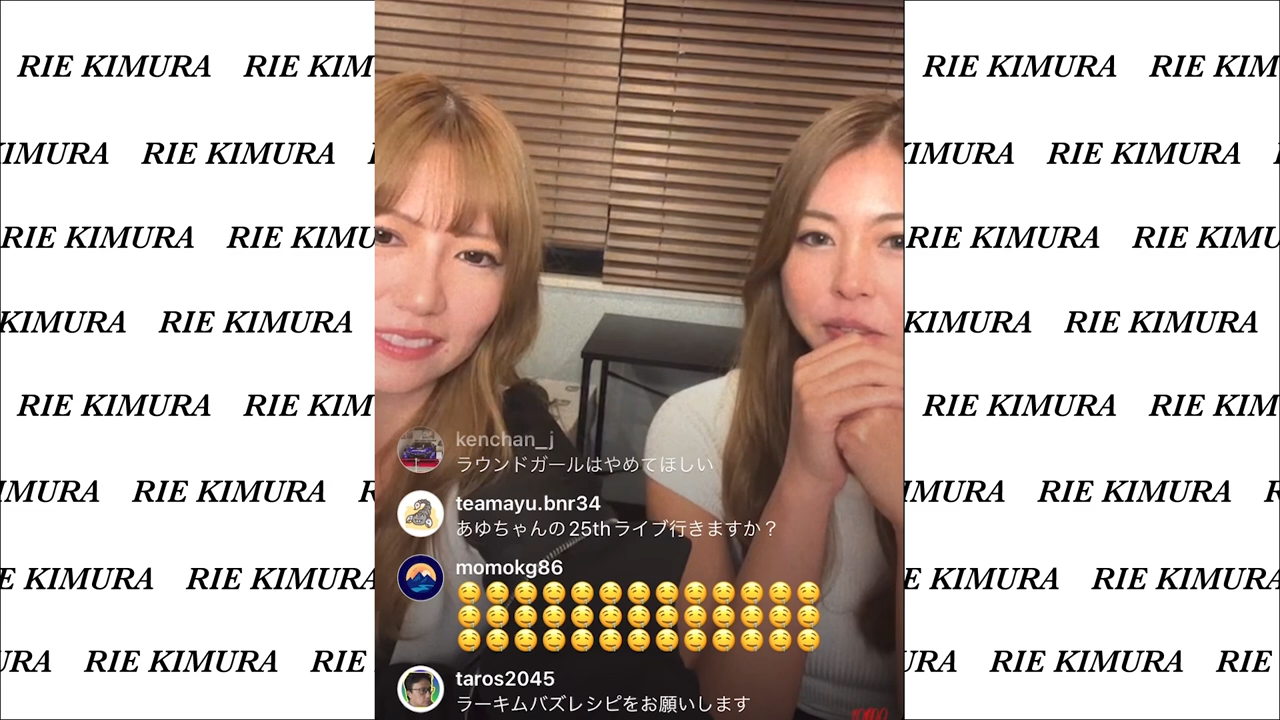 RIE KIMURA RIE KIM
IMURA RIE KIMURA
RIE KIMURA RIE KIMU
KIMURA RIE KIMURA
RIE KIMURA RIE KIM
IMURA RIE KIMURA R
E KIMURA RIE KIMURA
URA RIE KIMURA RIE
kenchan_j
ラウンドガールはやめてほしい
teamayu.bnr34
あゆちゃんの25thライブ行きますか？
momokg86
🤤🤤🤤🤤🤤🤤🤤🤤🤤🤤🤤🤤🤤
🤤🤤🤤🤤🤤🤤🤤🤤🤤🤤🤤🤤🤤
🤤🤤🤤🤤🤤🤤🤤🤤🤤🤤🤤🤤🤤
taros2045
ラーキムバズレシピをお願いします
RIE KIMURA RIE KIM
IMURA RIE KIMURA
RIE KIMURA RIE KIMU
KIMURA RIE KIMURA
RIE KIMURA RIE KIM
IMURA RIE KIMURA R
E KIMURA RIE KIMURA
URA RIE KIMURA RIE